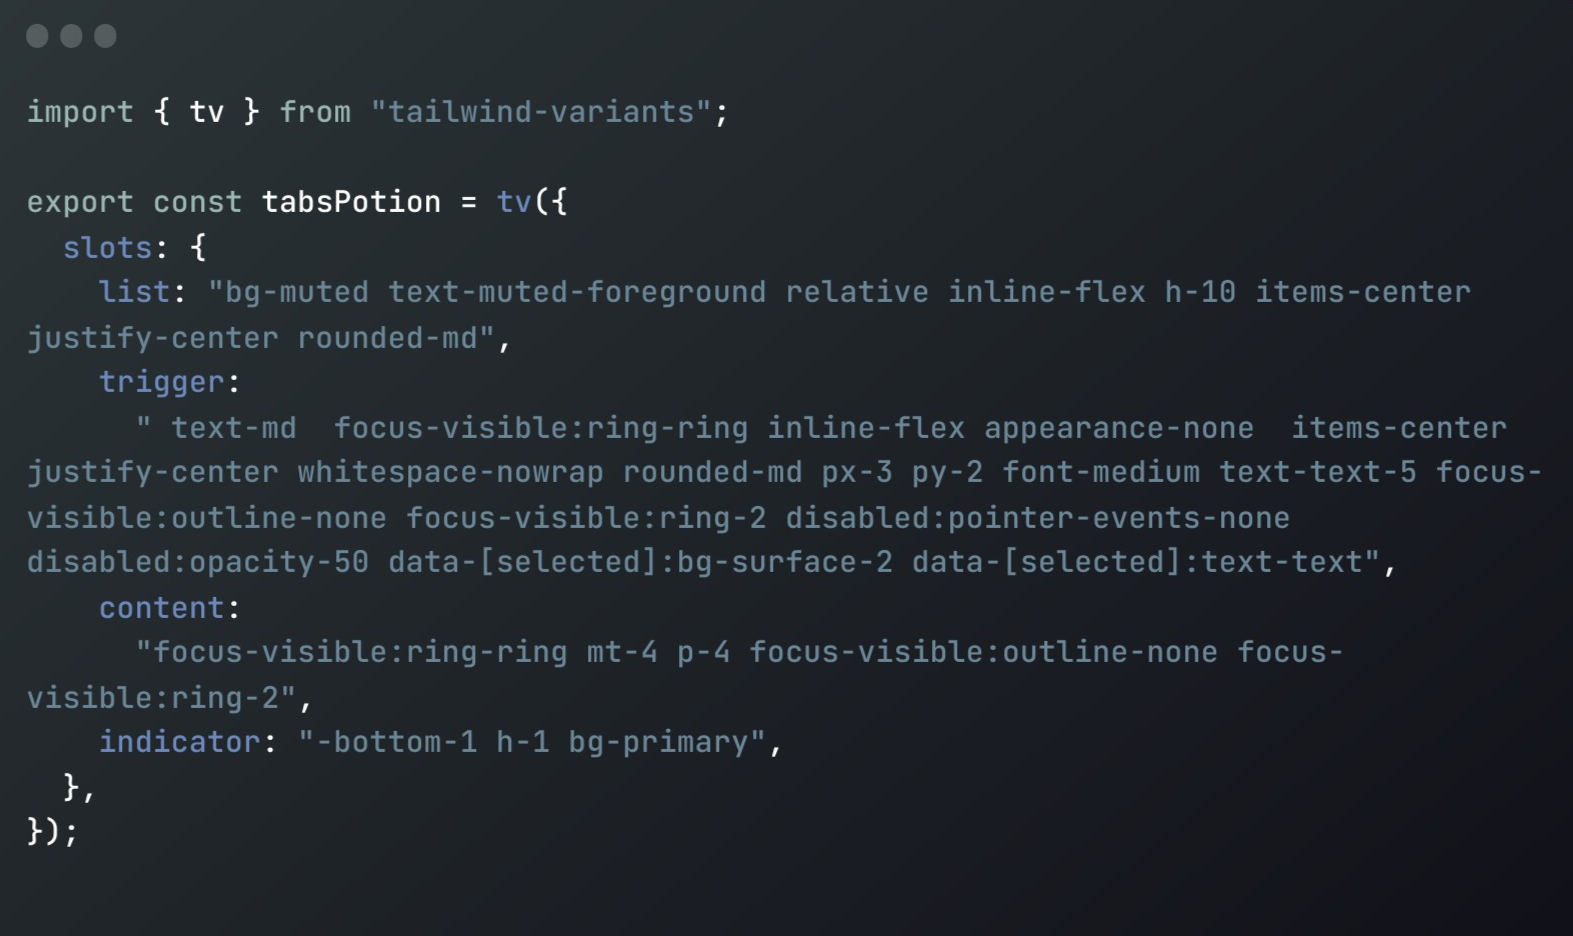 import { tv } from "tailwind-variants";

export const tabsPotion = tv({
  slots: {
    list: "bg-muted text-muted-foreground relative inline-flex h-10 items-center
justify-center rounded-md",
    trigger:
      " text-md  focus-visible:ring-ring inline-flex appearance-none  items-center
justify-center whitespace-nowrap rounded-md px-3 py-2 font-medium text-text-5 focus-
visible:outline-none focus-visible:ring-2 disabled:pointer-events-none
disabled:opacity-50 data-[selected]:bg-surface-2 data-[selected]:text-text",
    content:
      "focus-visible:ring-ring mt-4 p-4 focus-visible:outline-none focus-
visible:ring-2",
    indicator: "-bottom-1 h-1 bg-primary",
  },
});